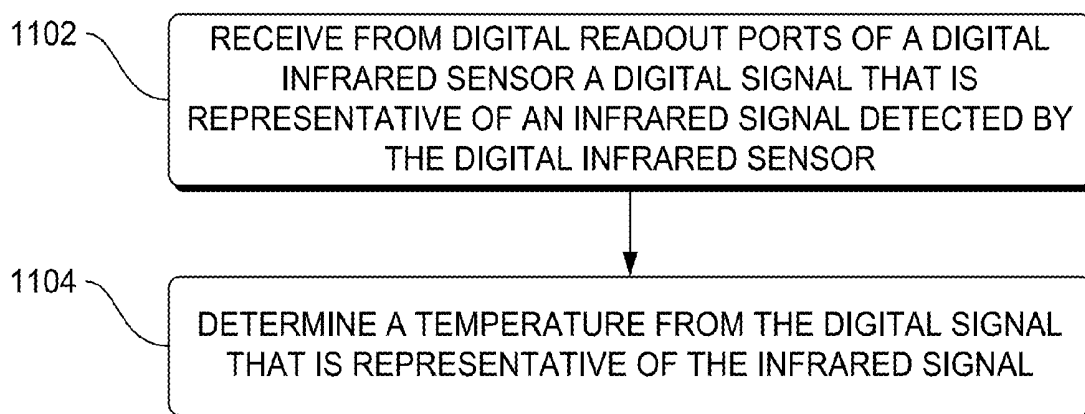 1102
RECEIVE FROM DIGITAL READOUT PORTS OF A DIGITAL
INFRARED SENSOR A DIGITAL SIGNAL THAT IS
REPRESENTATIVE OF AN INFRARED SIGNAL DETECTED BY
THE DIGITAL INFRARED SENSOR
1104
DETERMINE A TEMPERATURE FROM THE DIGITAL SIGNAL
THAT IS REPRESENTATIVE OF THE INFRARED SIGNAL